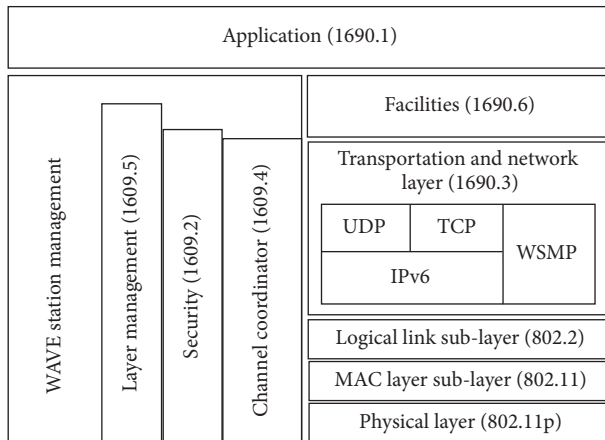 Application (1690.1)
WAVE station management
Layer management (1609.5)
Security (1609.2)
Channel coordinator (1609.4)
Facilities (1690.6)
Transportation and network
layer (1690.3)
UDP
TCP
WSMP
IPv6
Logical link sub-layer (802.2)
MAC layer sub-layer (802.11)
Physical layer (802.11p)